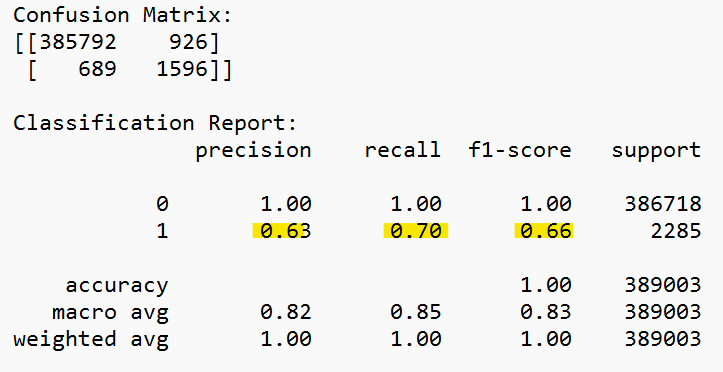 Confusion Matrix:
[[385792    926]
 [   689   1596]]
Classification Report:
              precision    recall  f1-score   support
           0       1.00      1.00      1.00    386718
           1       0.63      0.70      0.66      2285
    accuracy                           1.00    389003
   macro avg       0.82      0.85      0.83    389003
weighted avg       1.00      1.00      1.00    389003